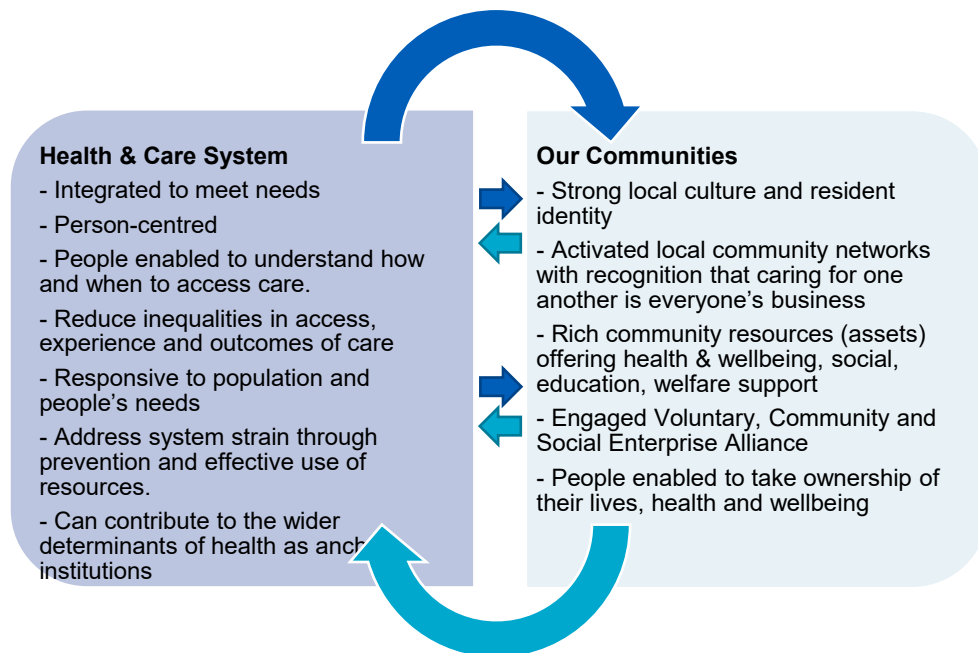 Health & Care System
- Integrated to meet needs
- Person-centred
- People enabled to understand how
and when to access care.
- Reduce inequalities in access,
experience and outcomes of care
- Responsive to population and
people's needs
- Address system strain through
prevention and effective use of
resources.
- Can contribute to the wider
determinants of health as
institutions
Our Communities
- Strong local culture and resident
identity
- Activated local community networks
with recognition that caring for one
another is everyone's business
- Rich community resources (assets)
offering health & wellbeing, social,
education, welfare support
- Engaged Voluntary, Community and
Social Enterprise Alliance
- People enabled to take ownership of
their lives, health and wellbeing